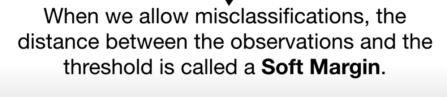 When we allow misclassifications, the
distance between the observations and the
threshold is called a Soft Margin.